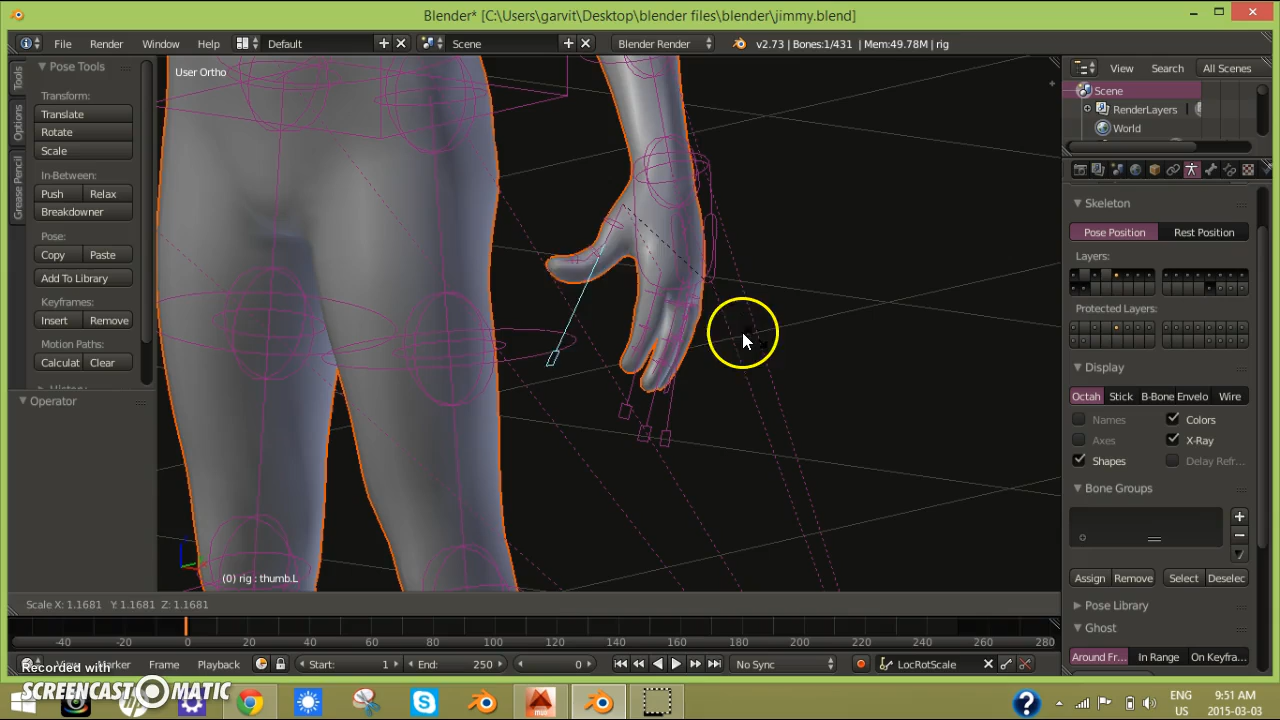 Blender* [C:\Users\garvit\Desktop\blender files\blender\jimmy.blend]
File Render Window Help Default Scene Blender Render v2.73 | Bones:1/431 | Mem:49.78M | rig
Pose Tools
Transform:
Translate
Rotate
Scale
In-Between:
Push Relax
Breakdowner
Pose:
Copy Paste
Add To Library
Keyframes:
Insert Remove
Motion Paths:
Calculat Clear
Operator
Tools
Options
Grease Pencil
User Ortho
(0) rig : thumb.L
Scale X: 1.1681 Y: 1.1681 Z: 1.1681
View Search All Scenes
Scene
RenderLayers
World
Skeleton
Pose Position Rest Position
Layers:
Protected Layers:
Display
Octah Stick B-Bone Envelo Wire
Names Colors
Axes X-Ray
Shapes Delay Refr...
Bone Groups
Assign Remove Select Deselec
Pose Library
Ghost
Around Fr... In Range On Keyfra...
-40 -20 0 20 40 60 80 100 120 140 160 180 200 220 240 260 280
Marker Frame Playback Start: 1 End: 250 0 No Sync LocRotScale
Recorded with
SCREENCAST MATIC
ENG 9:51 AM
US 2015-03-03